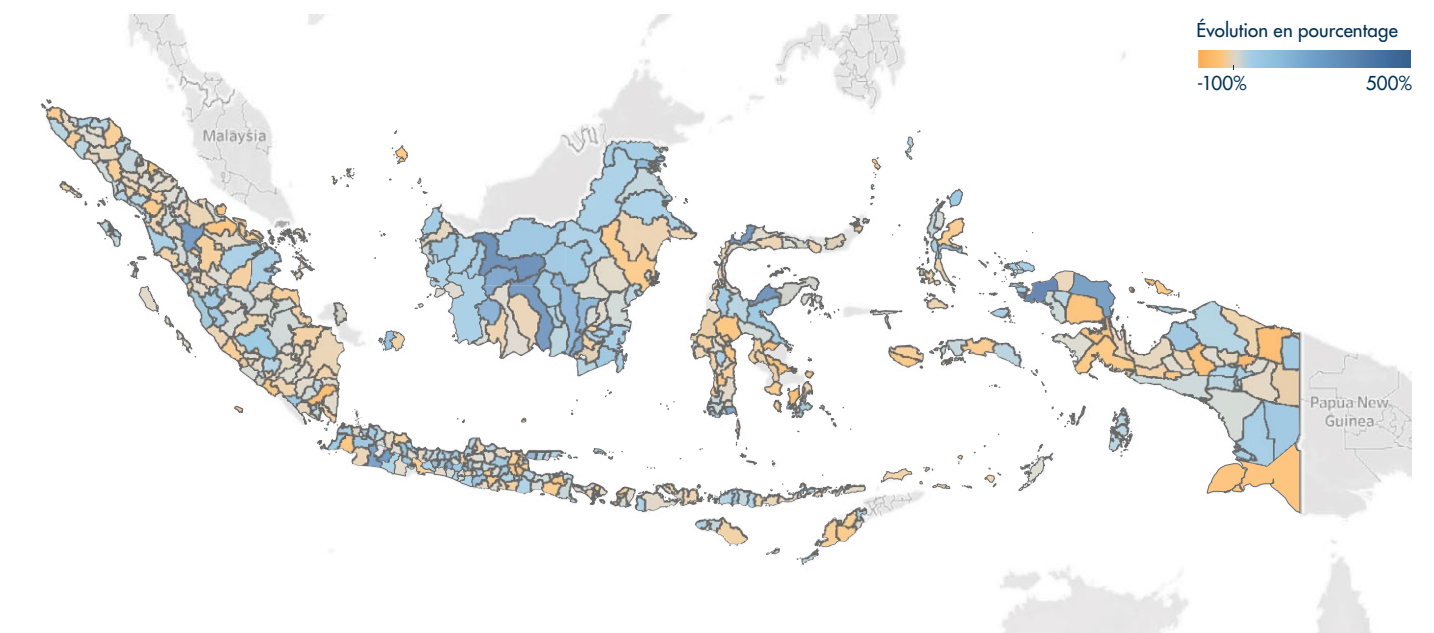 Évolution en pourcentage
-100% 500%
Malaysia
Papua New
Guinea